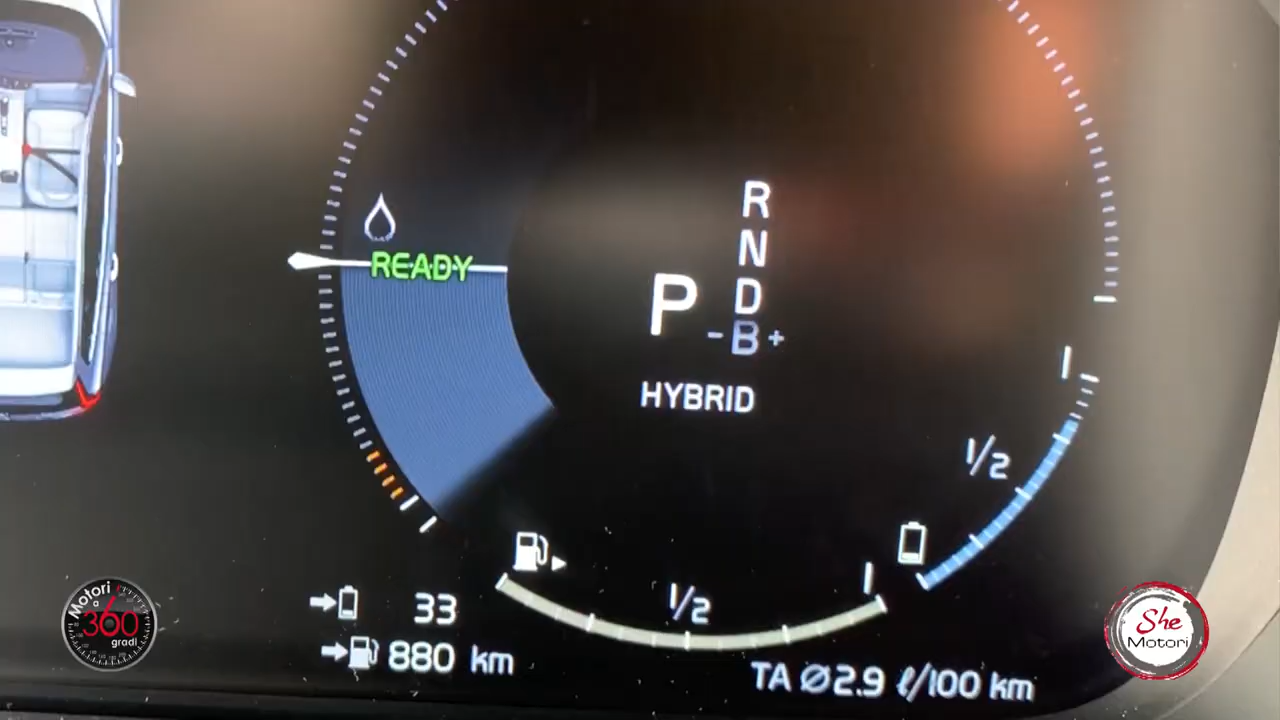 R
N
READY
D
P
- B +
HYBRID
1
1/2
1/2
1
33
880 km
TA Ø2.9 ℓ/100 km
Motori
a
360
gradi
She
Motori